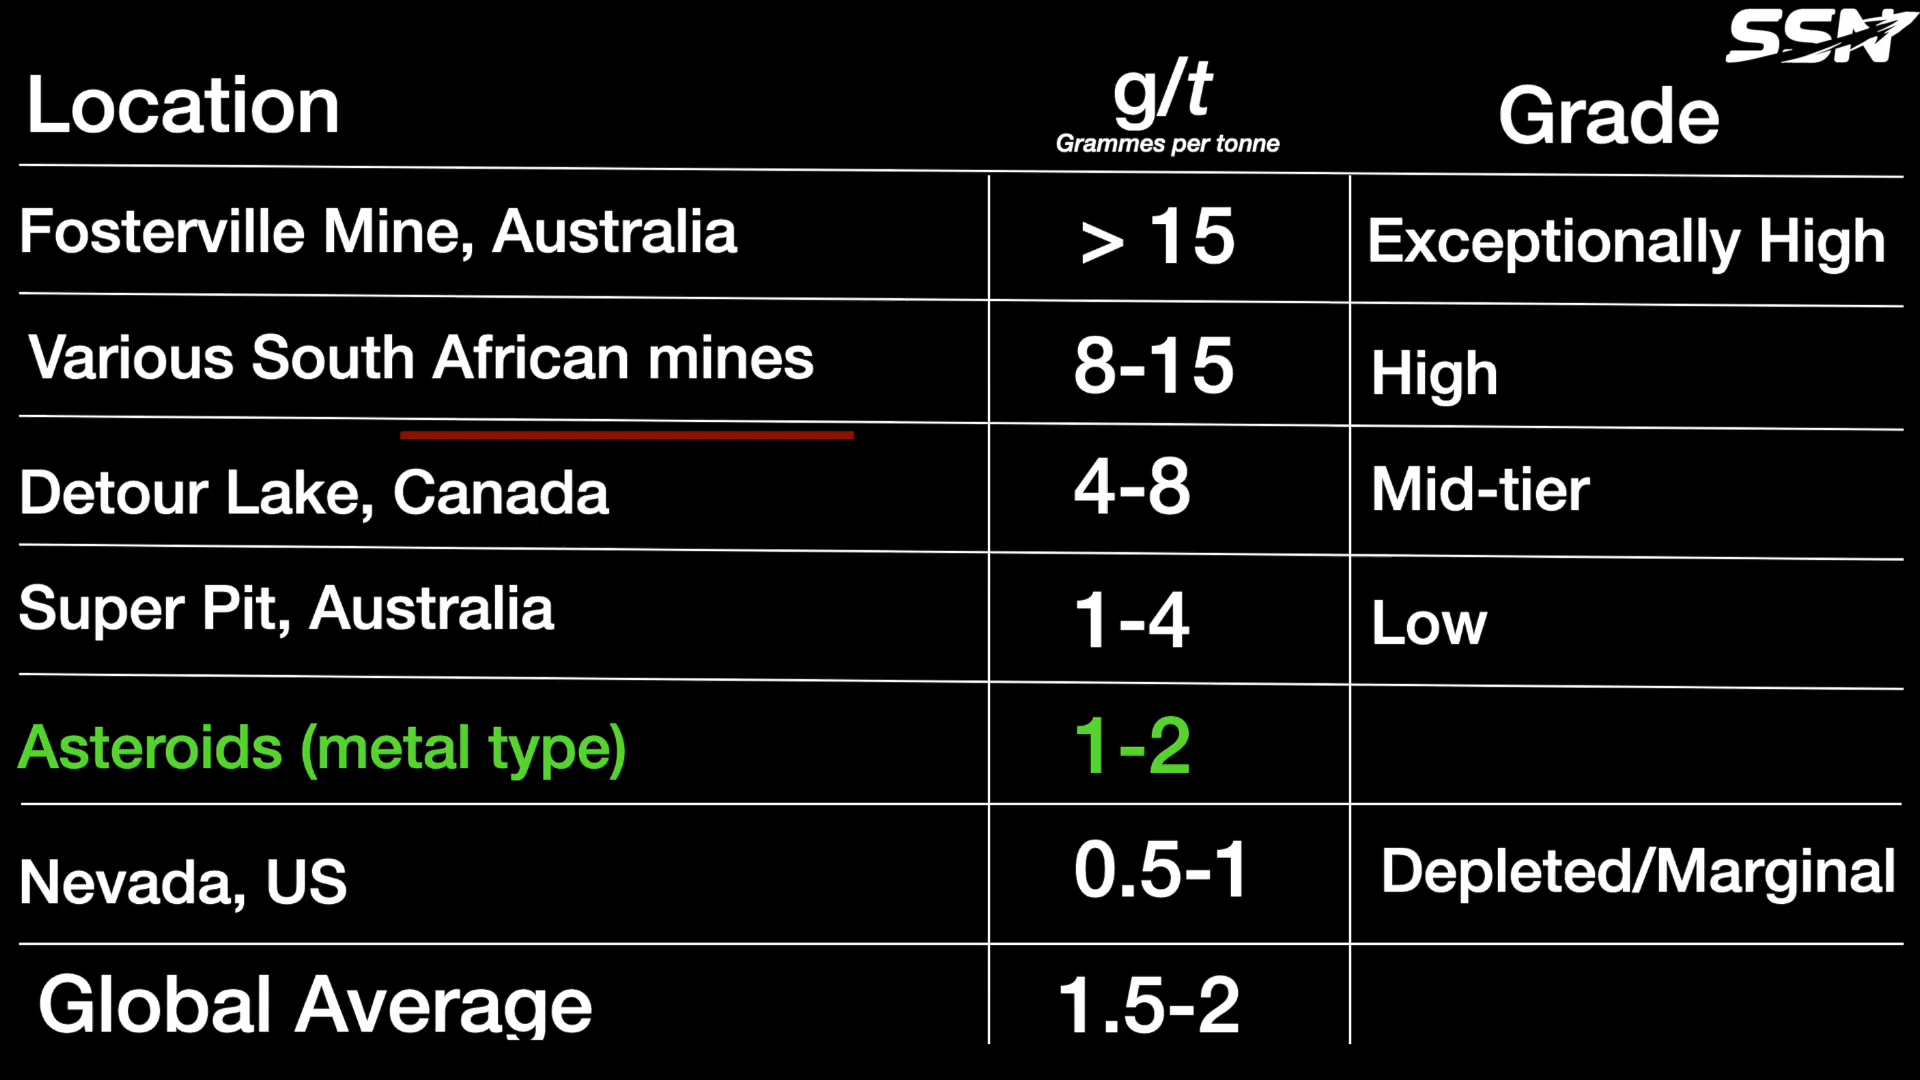 SSN
Location g/t Grade
Grammes per tonne
Fosterville Mine, Australia > 15 Exceptionally High
Various South African mines 8-15 High
Detour Lake, Canada 4-8 Mid-tier
Super Pit, Australia 1-4 Low
Asteroids (metal type) 1-2
Nevada, US 0.5-1 Depleted/Marginal
Global Average 1.5-2